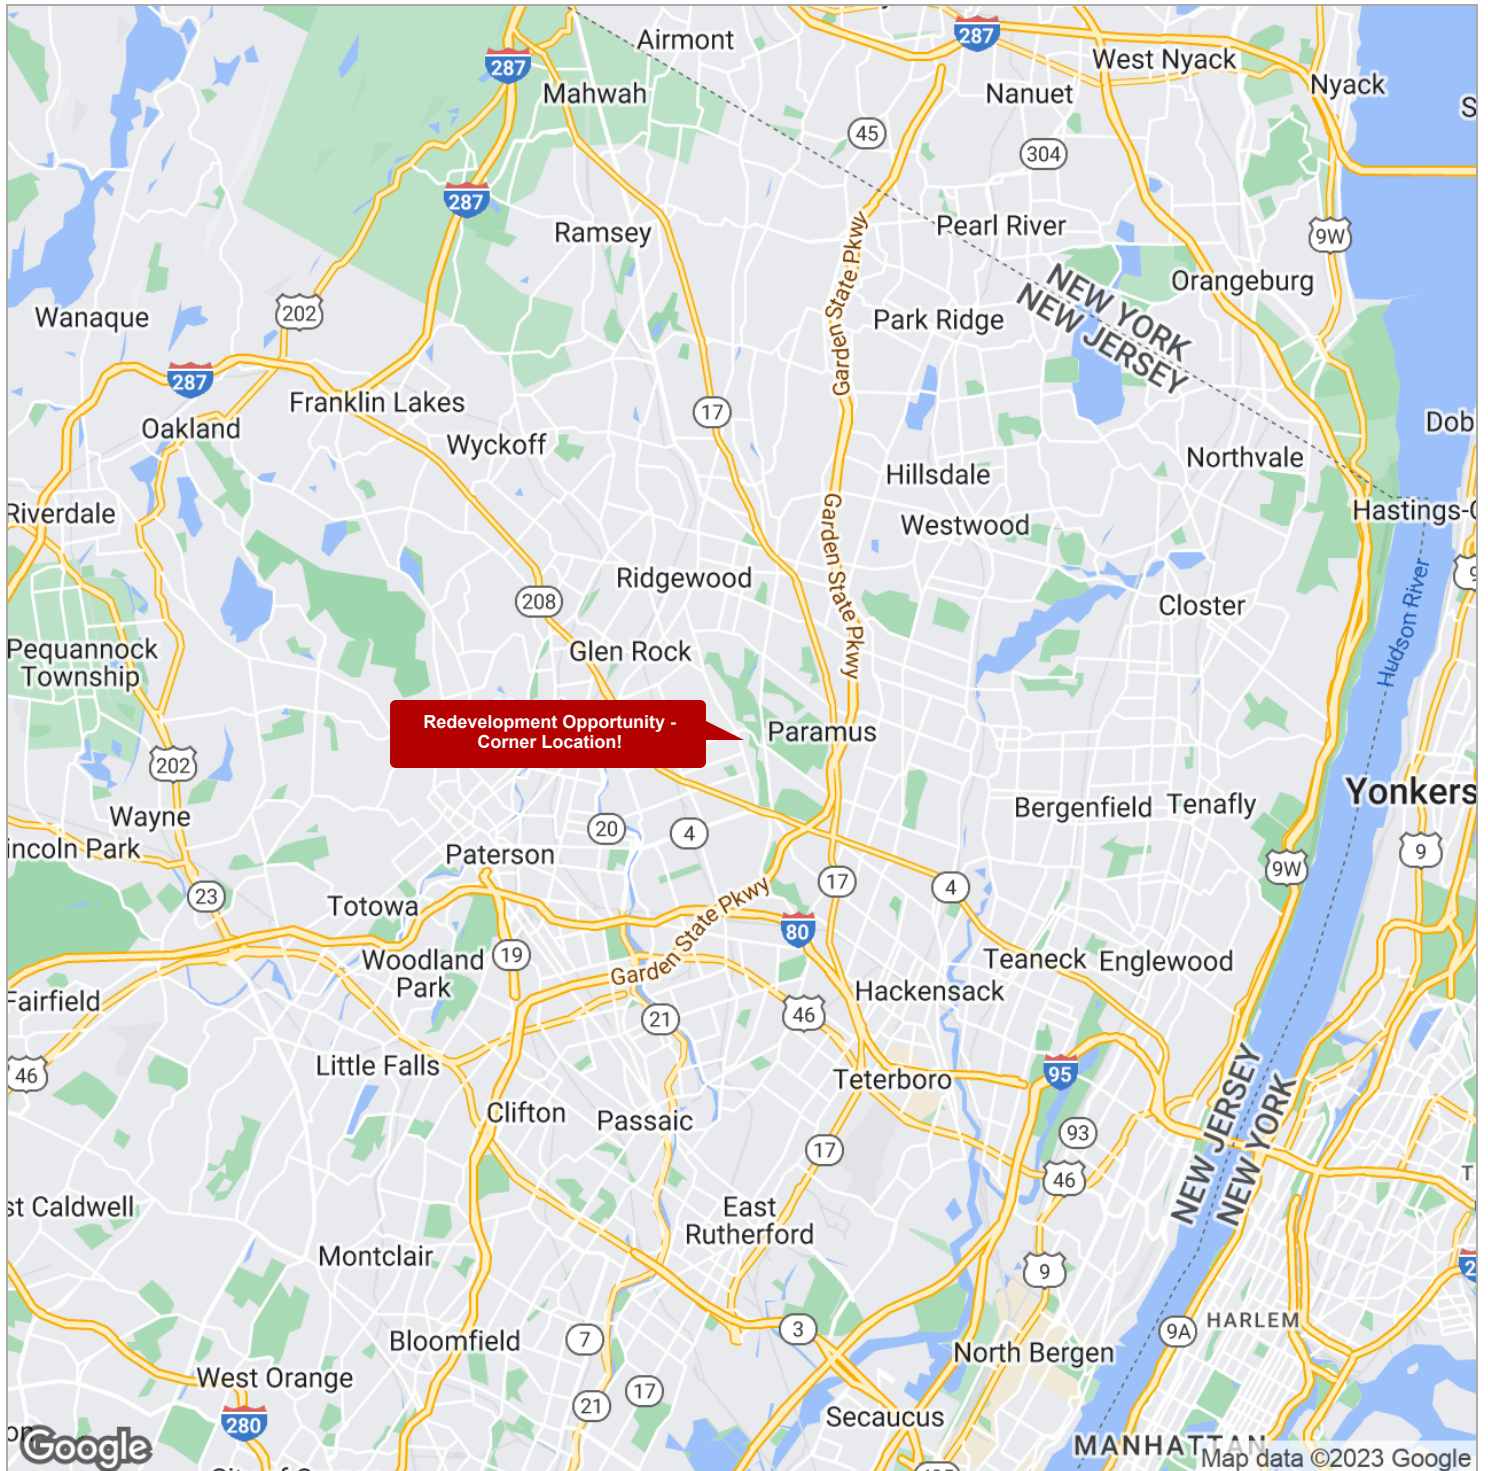 Airmont
287
287
West Nyack
Nyack
Mahwah
Nanuet
S
45
304
287
9W
Ramsey
Pearl River
Garden State Pkwy
NEW YORK
NEW JERSEY
Orangeburg
Wanaque
202
Park Ridge
287
Franklin Lakes
17
Oakland
Wyckoff
Dob
Northvale
Hillsdale
Riverdale
Garden State Pkwy
Westwood
Hastings-
Ridgewood
208
9
Hudson River
Closter
Pequannock
Township
Glen Rock
Redevelopment Opportunity -
Corner Location!
Paramus
202
Yonkers
Wayne
Bergenfield
Tenafly
incoln Park
20
4
9
Paterson
9W
23
17
4
Totowa
Garden State Pkwy
80
Woodland
Park
19
Teaneck
Englewood
Fairfield
Hackensack
21
46
46
Little Falls
Teterboro
95
Clifton
Passaic
93
NEW JERSEY
NEW YORK
17
46
T
st Caldwell
East
Rutherford
Montclair
9
2
HARLEM
3
9A
Bloomfield
7
North Bergen
West Orange
17
21
280
Secaucus
on
Google
MANHATTAN
Map data ©2023 Google